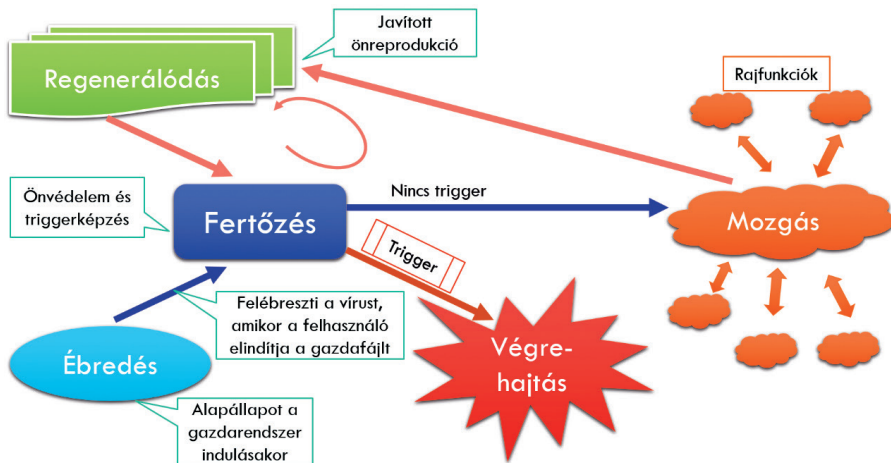 Javított
önreprodukció
Regenerálódás
Rajfunkciók
Önvédelem és
triggerképzés
Fertőzés
Nincs trigger
Mozgás
Trigger
Felébreszti a vírust,
amikor a felhasználó
elindítja a gazdafájlt
Ébredés
Végre-
hajtás
Alapállapot a
gazdarendszer
indulásakor